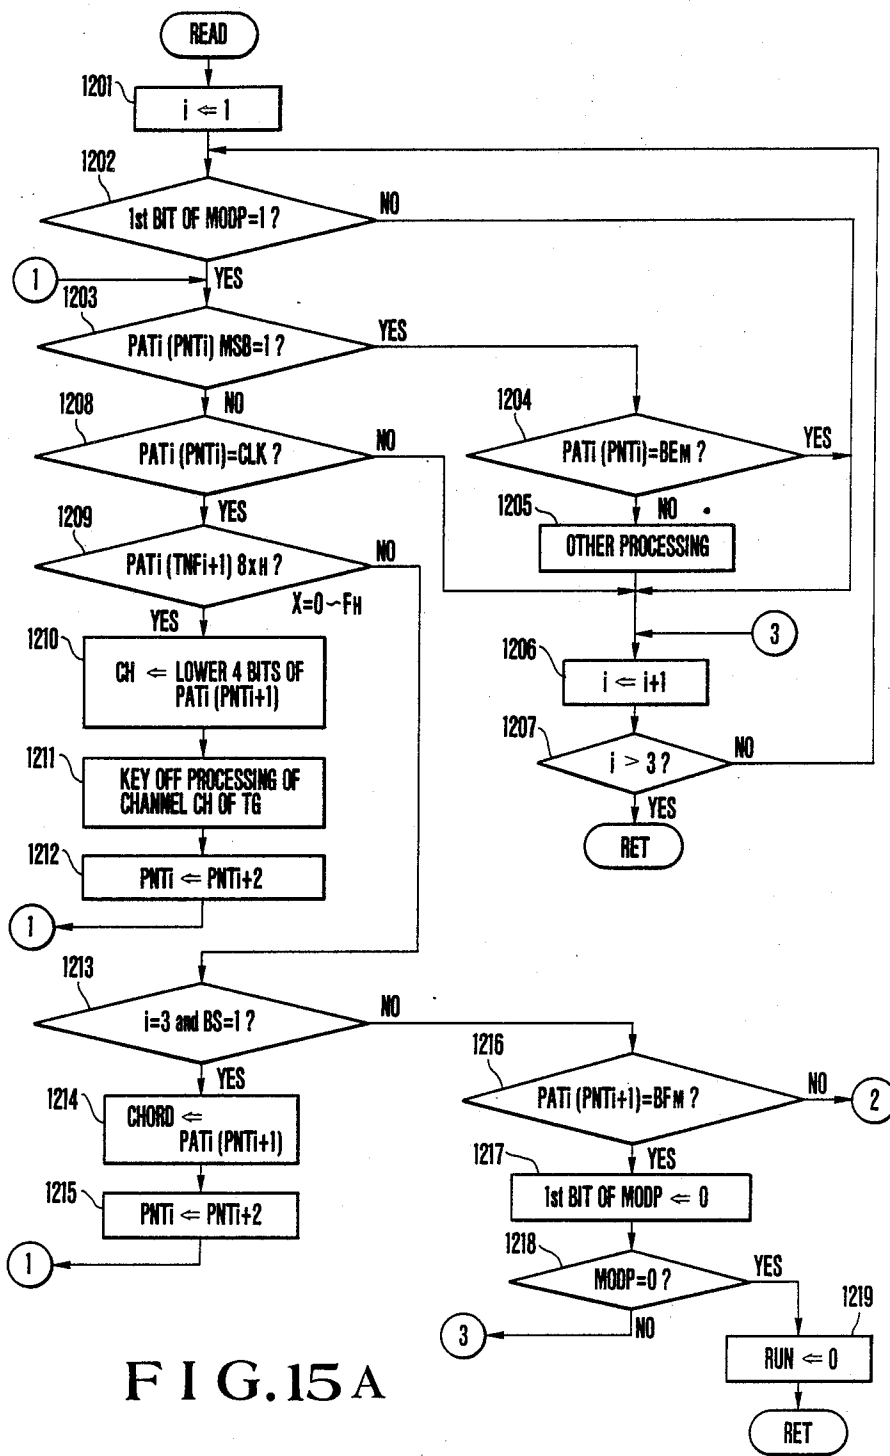 READ
1201
i ⇐ 1
1202
1st BIT OF MODP=1 ?
NO
YES
1
1203
PATi (PNTi) MSB=1 ?
YES
NO
1208
PATi (PNTi)=CLK ?
NO
YES
1204
PATi (PNTi)=BEM ?
YES
NO
1205
OTHER PROCESSING
1209
PATi (TNFi+1) 8xH ?
NO
X=0~FH
YES
3
1206
i ⇐ i+1
1207
i > 3 ?
NO
YES
RET
1210
CH ⇐ LOWER 4 BITS OF
PATi (PNTi+1)
1211
KEY OFF PROCESSING OF
CHANNEL CH OF TG
1212
PNTi ⇐ PNTi+2
1
1213
i=3 and BS=1 ?
NO
YES
1214
CHORD ⇐
PATi (PNTi+1)
1215
PNTi ⇐ PNTi+2
1
1216
PATi (PNTi+1)=BFM ?
NO
2
YES
1217
1st BIT OF MODP ⇐ 0
1218
MODP=0 ?
YES
NO
3
1219
RUN ⇐ 0
RET
FIG.15A